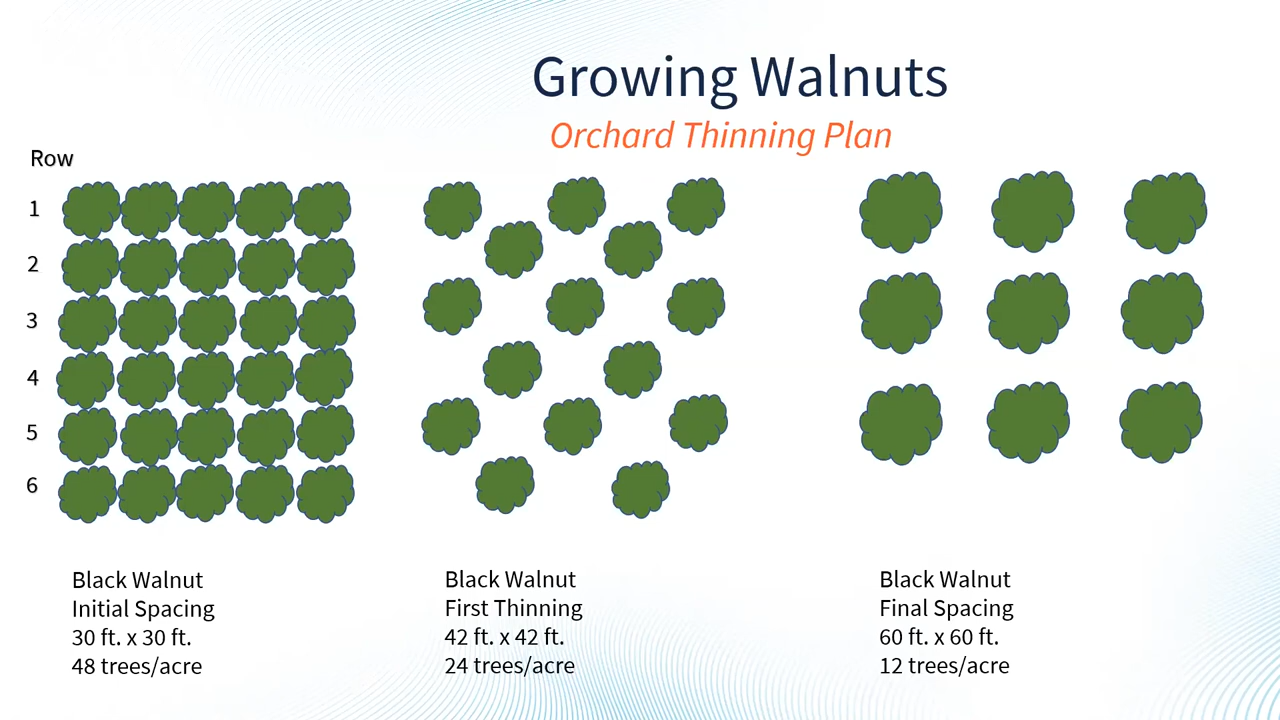 Growing Walnuts
Orchard Thinning Plan
Row
1
2
3
4
5
6
Black Walnut
Initial Spacing
30 ft. x 30 ft.
48 trees/acre
Black Walnut
First Thinning
42 ft. x 42 ft.
24 trees/acre
Black Walnut
Final Spacing
60 ft. x 60 ft.
12 trees/acre